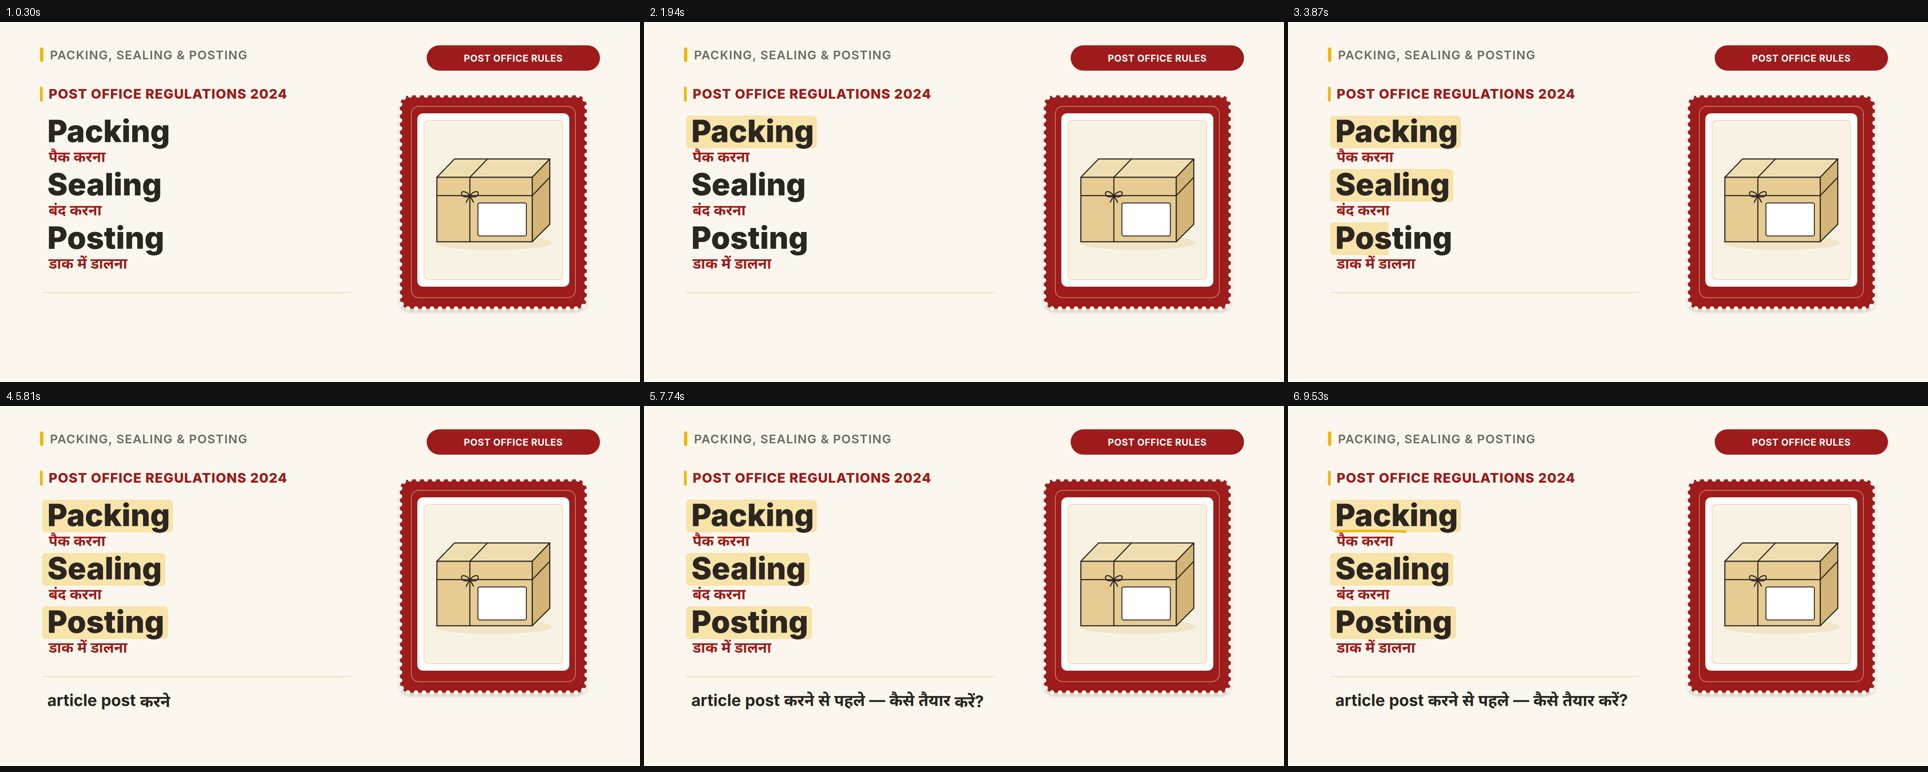 1. 0.30s
PACKING, SEALING & POSTING
POST OFFICE RULES
POST OFFICE REGULATIONS 2024
Packing
पैक करना
Sealing
बंद करना
Posting
डाक में डालना
2. 1.94s
PACKING, SEALING & POSTING
POST OFFICE RULES
POST OFFICE REGULATIONS 2024
Packing
पैक करना
Sealing
बंद करना
Posting
डाक में डालना
3. 3.87s
PACKING, SEALING & POSTING
POST OFFICE RULES
POST OFFICE REGULATIONS 2024
Packing
पैक करना
Sealing
बंद करना
Posting
डाक में डालना
4. 5.81s
PACKING, SEALING & POSTING
POST OFFICE RULES
POST OFFICE REGULATIONS 2024
Packing
पैक करना
Sealing
बंद करना
Posting
डाक में डालना
article post करने
5. 7.74s
PACKING, SEALING & POSTING
POST OFFICE RULES
POST OFFICE REGULATIONS 2024
Packing
पैक करना
Sealing
बंद करना
Posting
डाक में डालना
article post करने से पहले — कैसे तैयार करें?
6. 9.53s
PACKING, SEALING & POSTING
POST OFFICE RULES
POST OFFICE REGULATIONS 2024
Packing
पैक करना
Sealing
बंद करना
Posting
डाक में डालना
article post करने से पहले — कैसे तैयार करें?